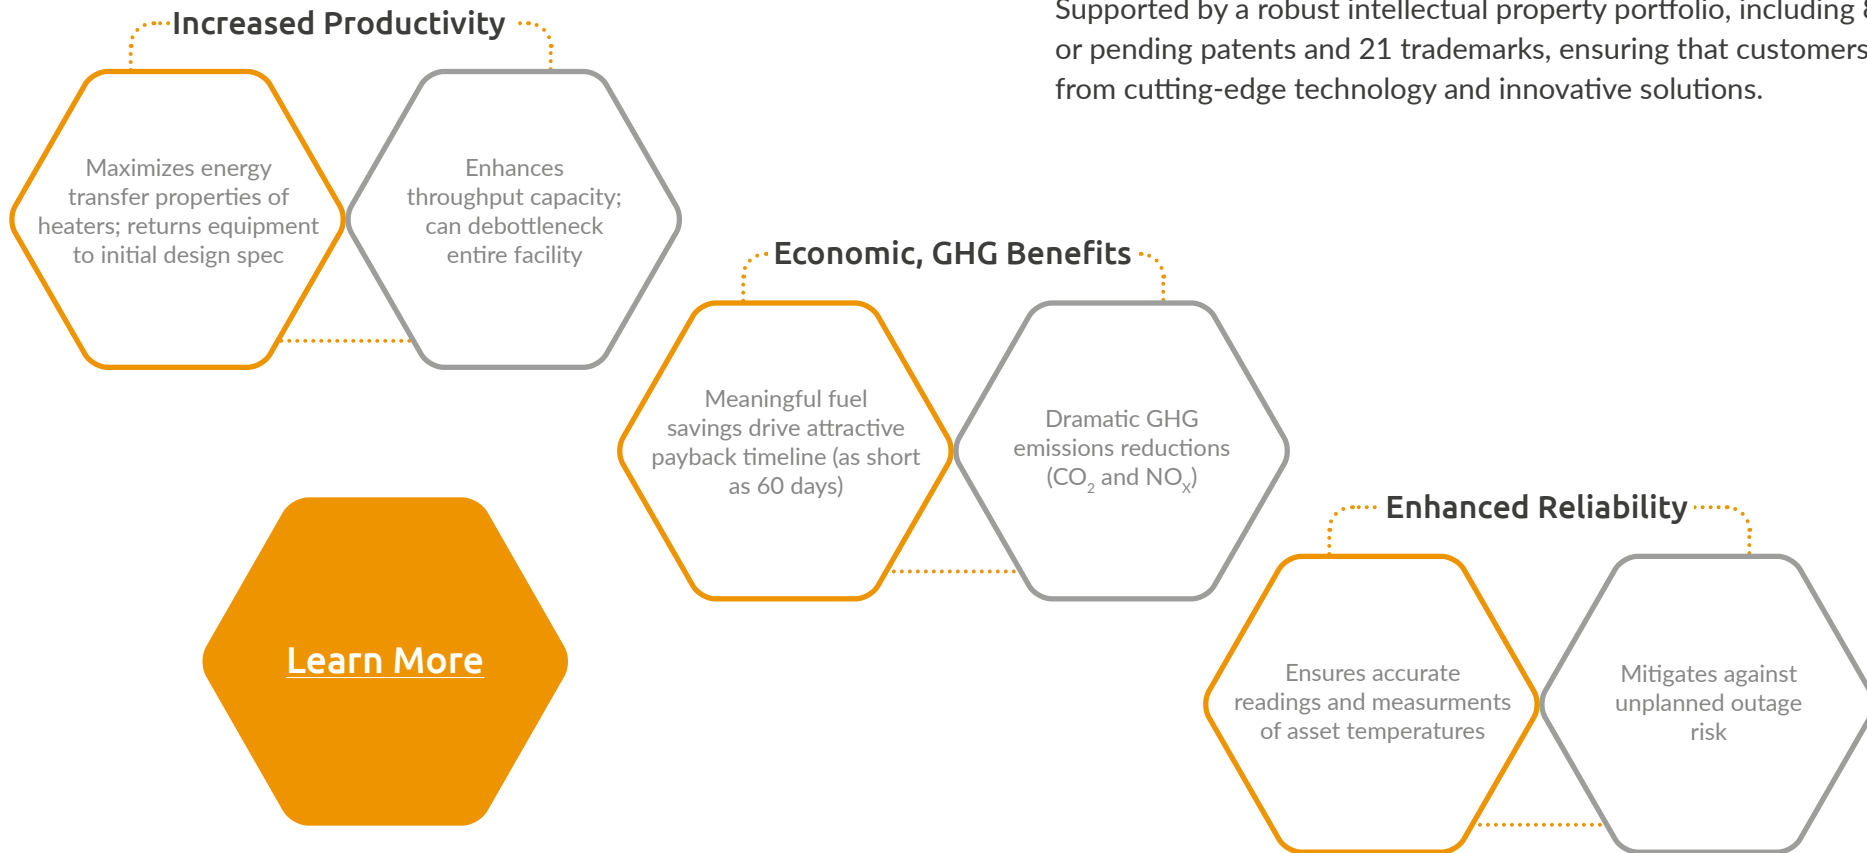 Increased Productivity
Supported by a robust intellectual property portfolio, including
or pending patents and 21 trademarks, ensuring that customers
from cutting-edge technology and innovative solutions.
Maximizes energy
transfer properties of
heaters; returns equipment
to initial design spec
Enhances
throughput capacity;
can debottleneck
entire facility
Economic, GHG Benefits
Meaningful fuel
savings drive attractive
payback timeline (as short
as 60 days)
Dramatic GHG
emissions reductions
(CO₂ and NOₓ)
Enhanced Reliability
Ensures accurate
readings and measurments
of asset temperatures
Mitigates against
unplanned outage
risk
Learn More